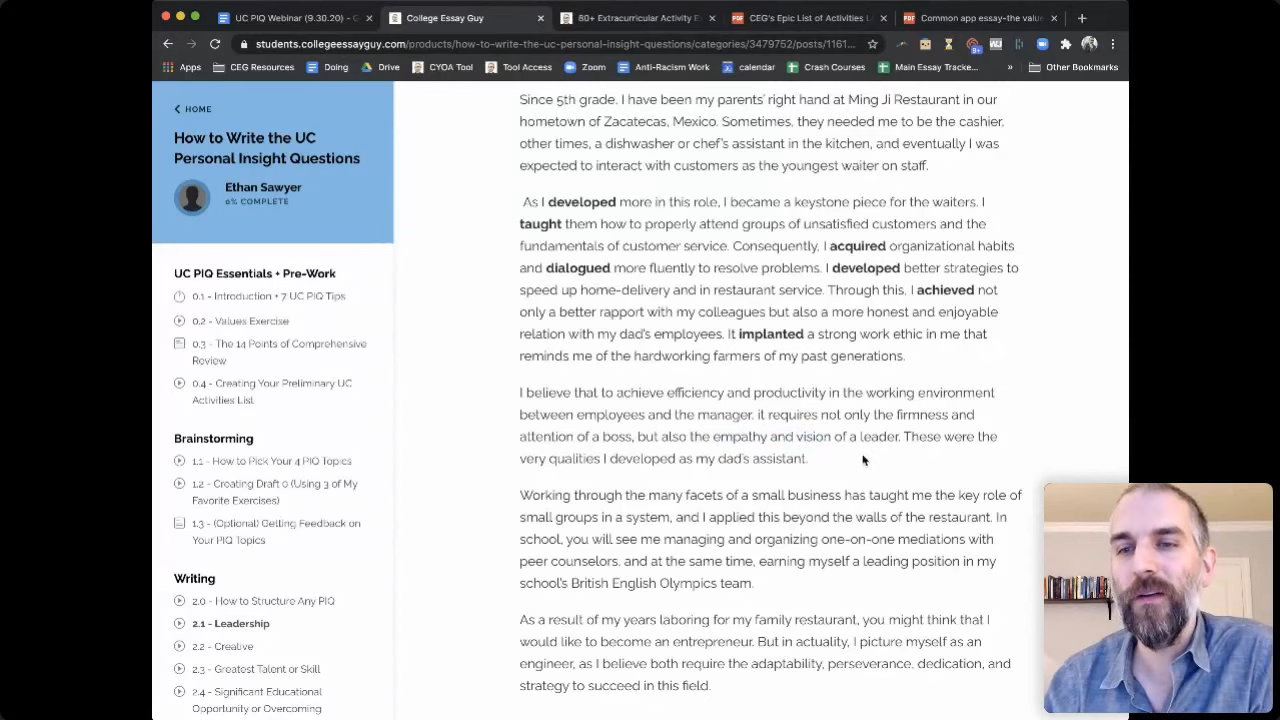 UC PIQ Webinar (9.30.20) - G
College Essay Guy
80+ Extracurricular Activity E
CEG's Epic List of Activities L
Common app essay-the value
students.collegeessayguy.com/products/how-to-write-the-uc-personal-insight-questions/categories/3479752/posts/1161...
Apps
CEG Resources
Doing
Drive
CYOA Tool
Tool Access
Zoom
Anti-Racism Work
calendar
Crash Courses
Main Essay Tracke...
»
Other Bookmarks
HOME
How to Write the UC
Personal Insight Questions
Ethan Sawyer
0% COMPLETE
UC PIQ Essentials + Pre-Work
0.1 - Introduction + 7 UC PIQ Tips
0.2 - Values Exercise
0.3 - The 14 Points of Comprehensive
Review
0.4 - Creating Your Preliminary UC
Activities List
Brainstorming
1.1 - How to Pick Your 4 PIQ Topics
1.2 - Creating Draft 0 (Using 3 of My
Favorite Exercises)
1.3 - (Optional) Getting Feedback on
Your PIQ Topics
Writing
2.0 - How to Structure Any PIQ
2.1 - Leadership
2.2 - Creative
2.3 - Greatest Talent or Skill
2.4 - Significant Educational
Opportunity or Overcoming
Since 5th grade, I have been my parents' right hand at Ming Ji Restaurant in our
hometown of Zacatecas, Mexico. Sometimes, they needed me to be the cashier,
other times, a dishwasher or chef's assistant in the kitchen, and eventually I was
expected to interact with customers as the youngest waiter on staff.
As I developed more in this role, I became a keystone piece for the waiters. I
taught them how to properly attend groups of unsatisfied customers and the
fundamentals of customer service. Consequently, I acquired organizational habits
and dialogued more fluently to resolve problems. I developed better strategies to
speed up home-delivery and in restaurant service. Through this, I achieved not
only a better rapport with my colleagues but also a more honest and enjoyable
relation with my dad's employees. It implanted a strong work ethic in me that
reminds me of the hardworking farmers of my past generations.
I believe that to achieve efficiency and productivity in the working environment
between employees and the manager, it requires not only the firmness and
attention of a boss, but also the empathy and vision of a leader. These were the
very qualities I developed as my dad's assistant.
Working through the many facets of a small business has taught me the key role of
small groups in a system, and I applied this beyond the walls of the restaurant. In
school, you will see me managing and organizing one-on-one mediations with
peer counselors, and at the same time, earning myself a leading position in my
school's British English Olympics team.
As a result of my years laboring for my family restaurant, you might think that I
would like to become an entrepreneur. But in actuality, I picture myself as an
engineer, as I believe both require the adaptability, perseverance, dedication, and
strategy to succeed in this field.